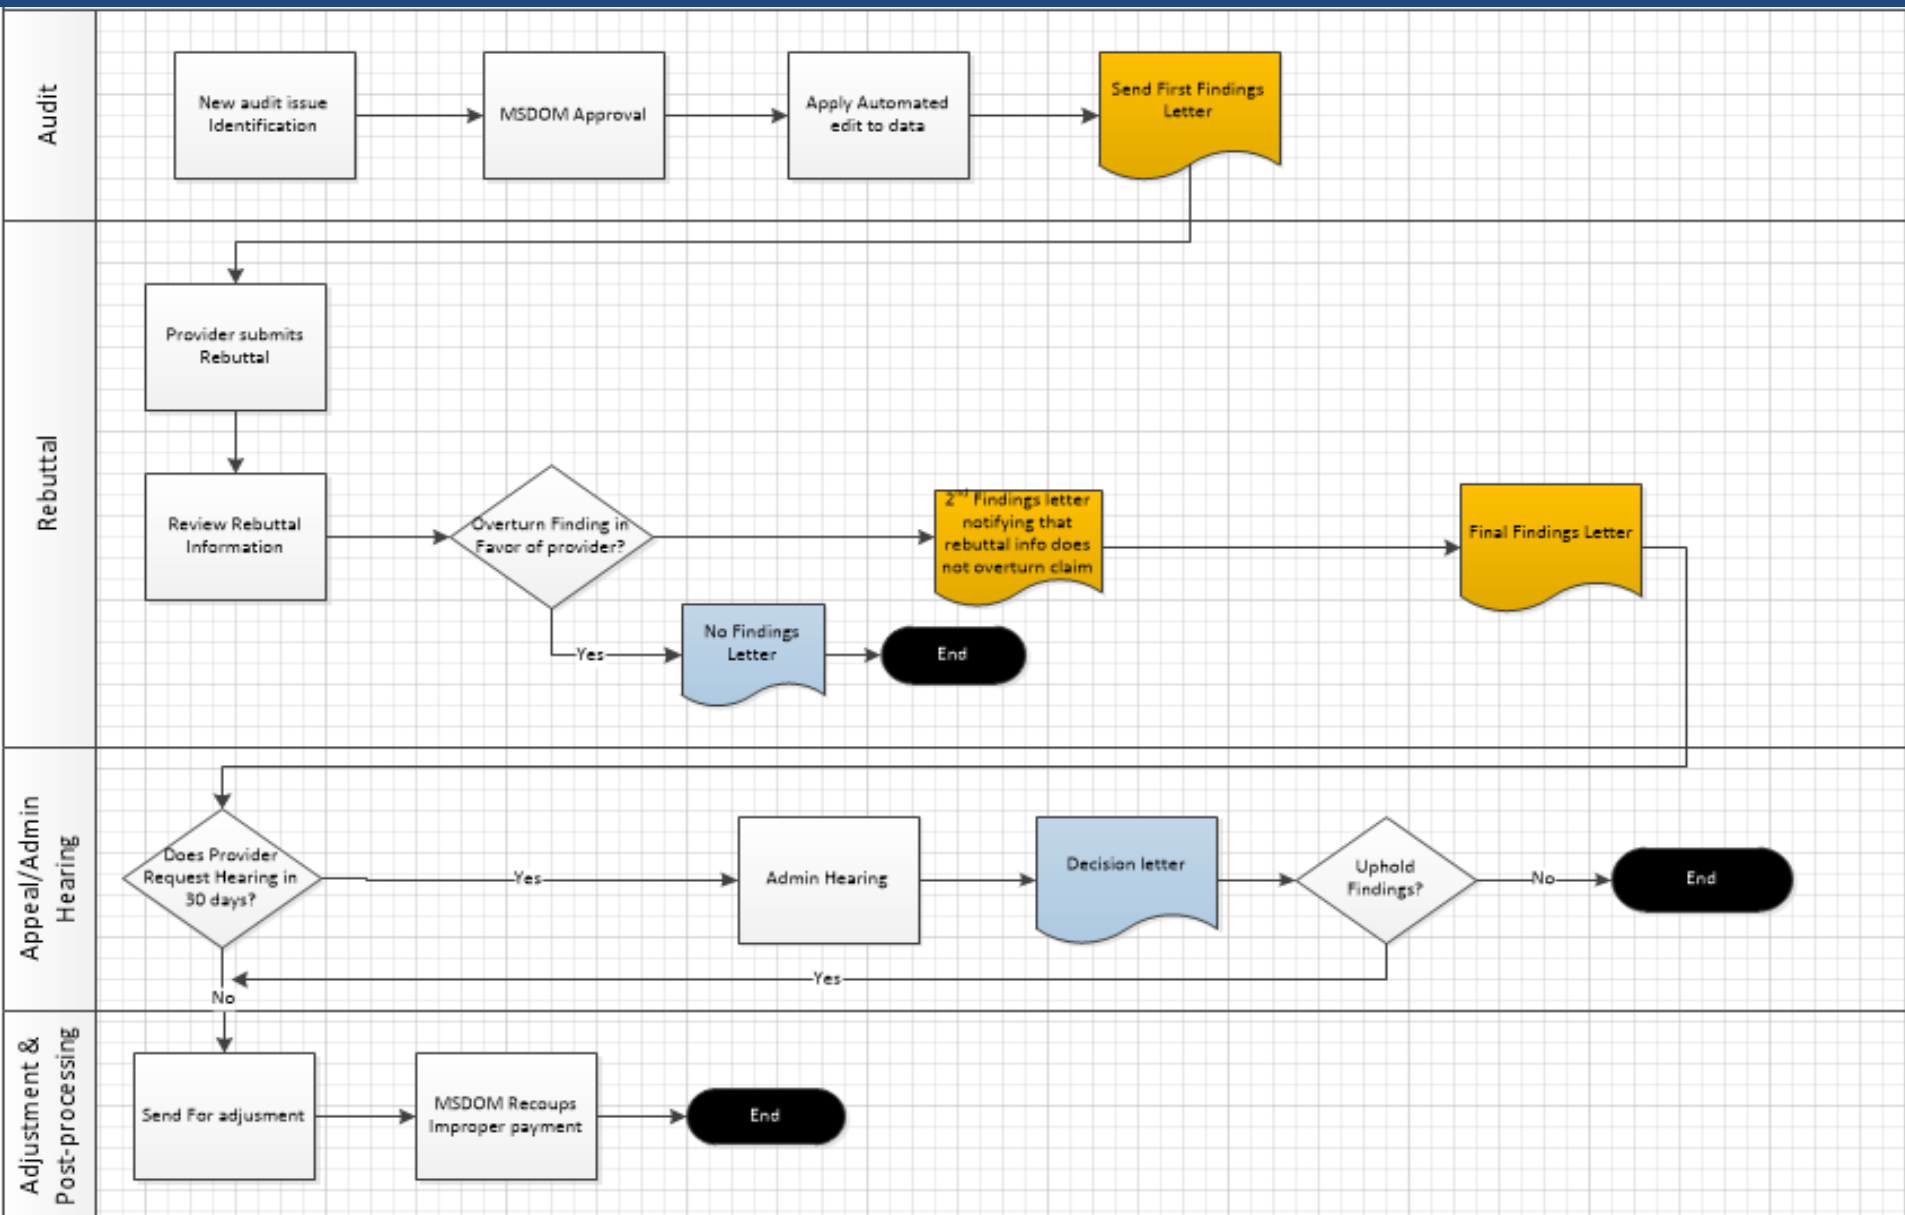 Audit
New audit issue
Identification
MSDOM Approval
Apply Automated
edit to data
Send First Findings
Letter
Rebuttal
Provider submits
Rebuttal
Review Rebuttal
Information
Overturn Finding in
Favor of provider?
2nd Findings letter
notifying that
rebuttal info does
not overturn claim
Final Findings Letter
Yes
No Findings
Letter
End
Appeal/Admin
Hearing
Does Provider
Request Hearing in
30 days?
Yes
Admin Hearing
Decision letter
Uphold
Findings?
No
End
Yes
No
Adjustment &
Post-processing
Send For adjusment
MSDOM Recoups
Improper payment
End